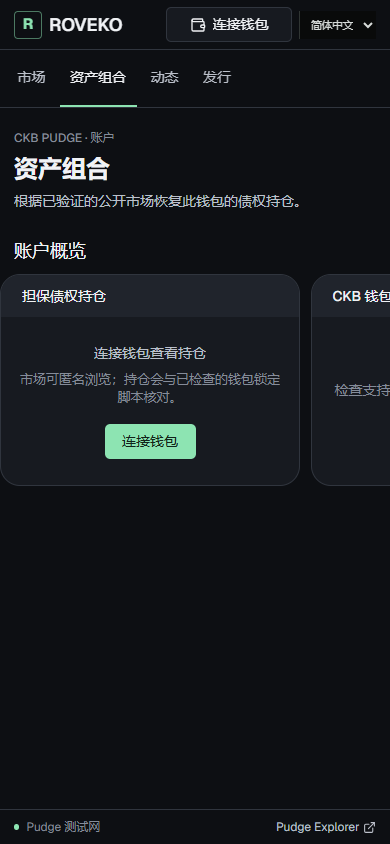 R ROVEKO 连接钱包 简体中文
市场 资产组合 动态 发行
CKB PUDGE · 账户
资产组合
根据已验证的公开市场恢复此钱包的债权持仓。
账户概览
担保债权持仓
连接钱包查看持仓
市场可匿名浏览；持仓会与已检查的钱包锁定
脚本核对。
连接钱包
CKB 钱包
检查支持
Pudge 测试网 Pudge Explorer